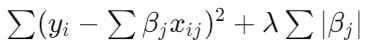 ∑(yᵢ − ∑ βⱼxᵢⱼ)² + λ ∑ |βⱼ|